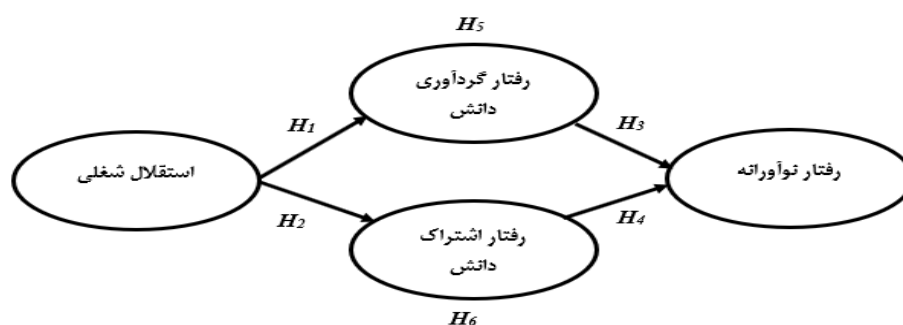 H5
رفتار گردآوری
دانش
H1
H3
استقلال شغلی
رفتار نوآورانه
H2
رفتار اشتراک
دانش
H4
H6